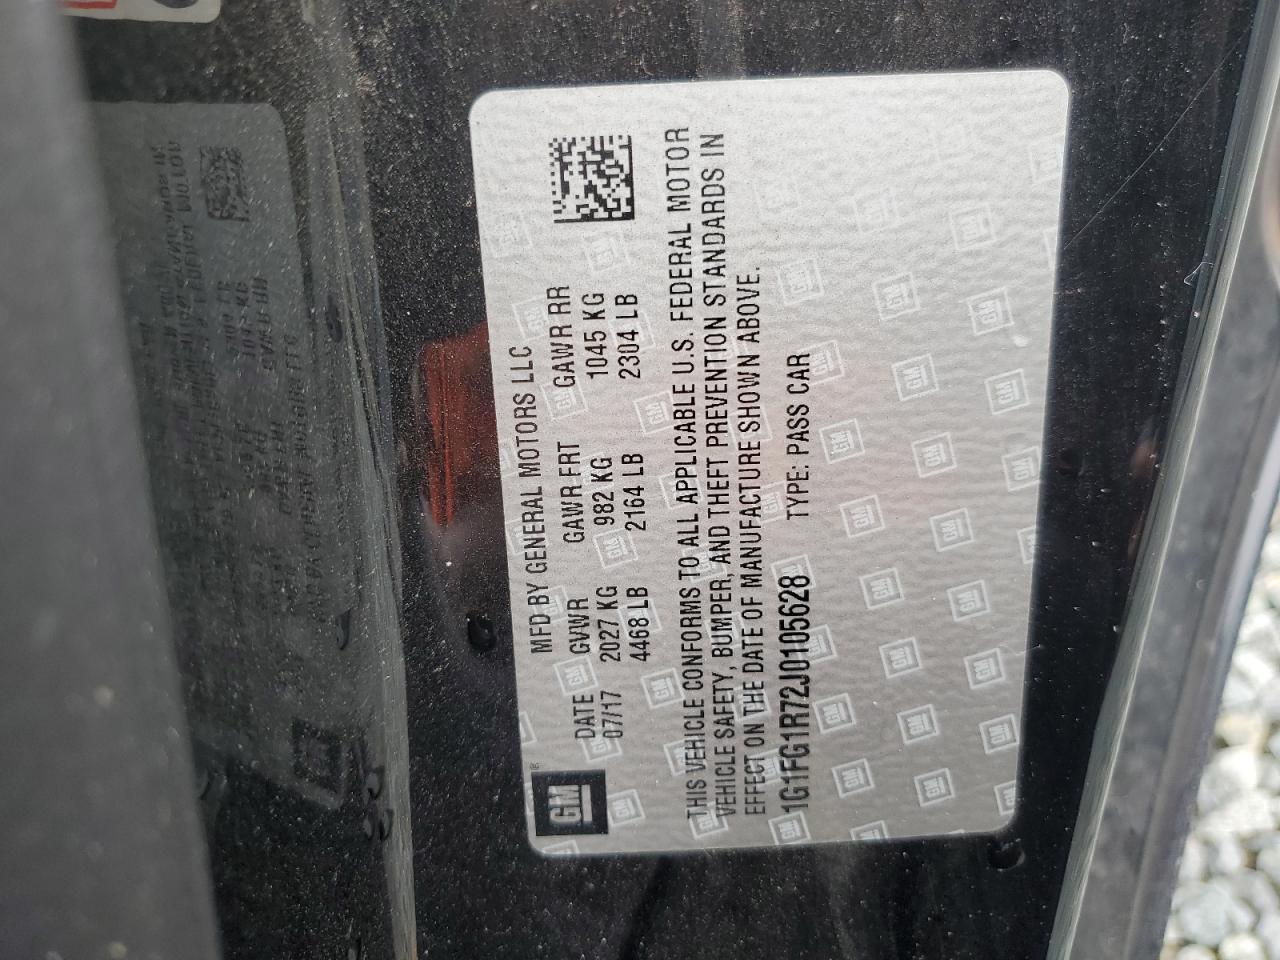 GM ®
MFD BY GENERAL MOTORS LLC
DATE GVWR GAWR FRT GAWR RR
07/17 2027 KG 982 KG 1045 KG
4468 LB 2164 LB 2304 LB
THIS VEHICLE CONFORMS TO ALL APPLICABLE U.S. FEDERAL MOTOR
VEHICLE SAFETY, BUMPER, AND THEFT PREVENTION STANDARDS IN
EFFECT ON THE DATE OF MANUFACTURE SHOWN ABOVE.
1G1FG1R72J0105628 TYPE: PASS CAR